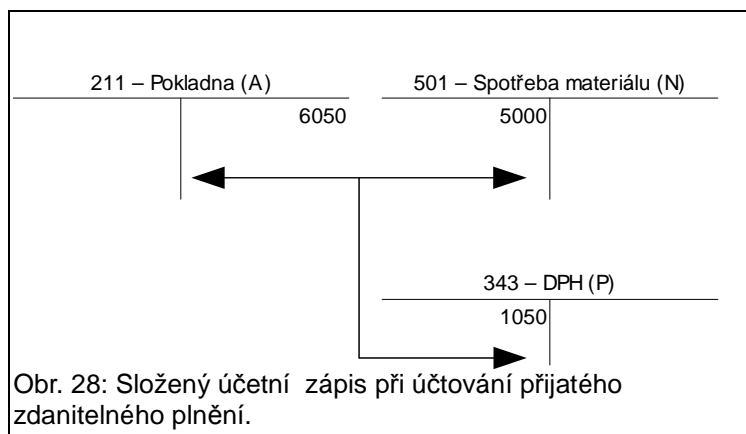 211 – Pokladna (A)
501 – Spotřeba materiálu (N)
6050
5000
343 – DPH (P)
1050
Obr. 28: Složený účetní zápis při účtování přijatého
zdanitelného plnění.